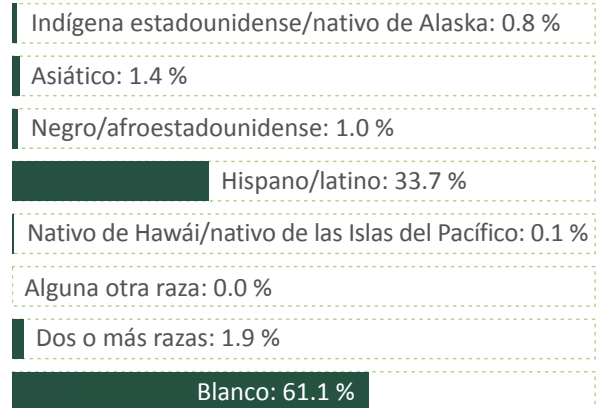 Indígena estadounidense/nativo de Alaska: 0.8 %
Asiático: 1.4 %
Negro/afroestadounidense: 1.0 %
Hispano/latino: 33.7 %
Nativo de Hawái/nativo de las Islas del Pacífico: 0.1 %
Alguna otra raza: 0.0 %
Dos o más razas: 1.9 %
Blanco: 61.1 %